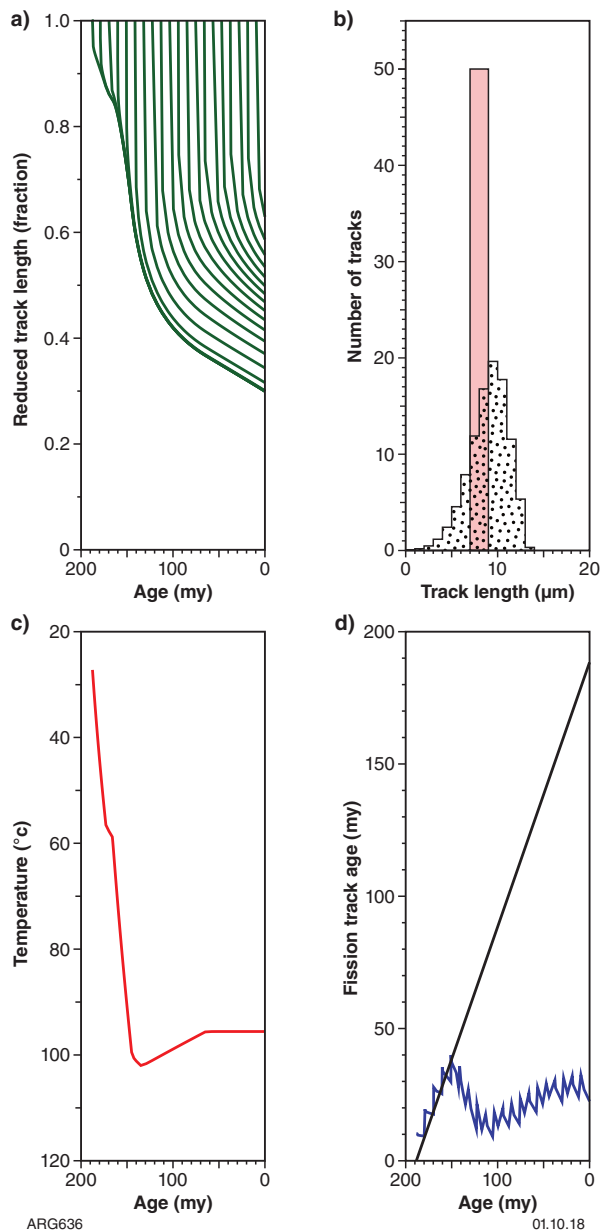 a)
1.0
0.8
0.6
0.4
0.2
0
Reduced track length (fraction)
200
100
0
Age (my)
b)
50
40
30
20
10
0
Number of tracks
0
10
20
Track length (µm)
c)
20
40
60
80
100
120
Temperature (°c)
200
100
0
Age (my)
d)
200
150
100
50
0
Fission track age (my)
200
100
0
Age (my)
ARG636
01.10.18